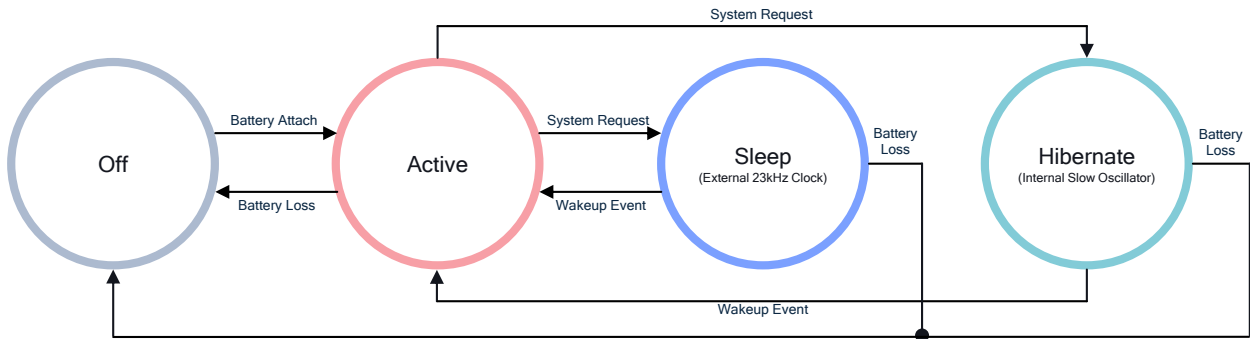 System Request
Battery Attach
System Request
Battery
Loss
Battery
Loss
Off
Active
Sleep
(External 23kHz Clock)
Hibernate
(Internal Slow Oscillator)
Battery Loss
Wakeup Event
Wakeup Event